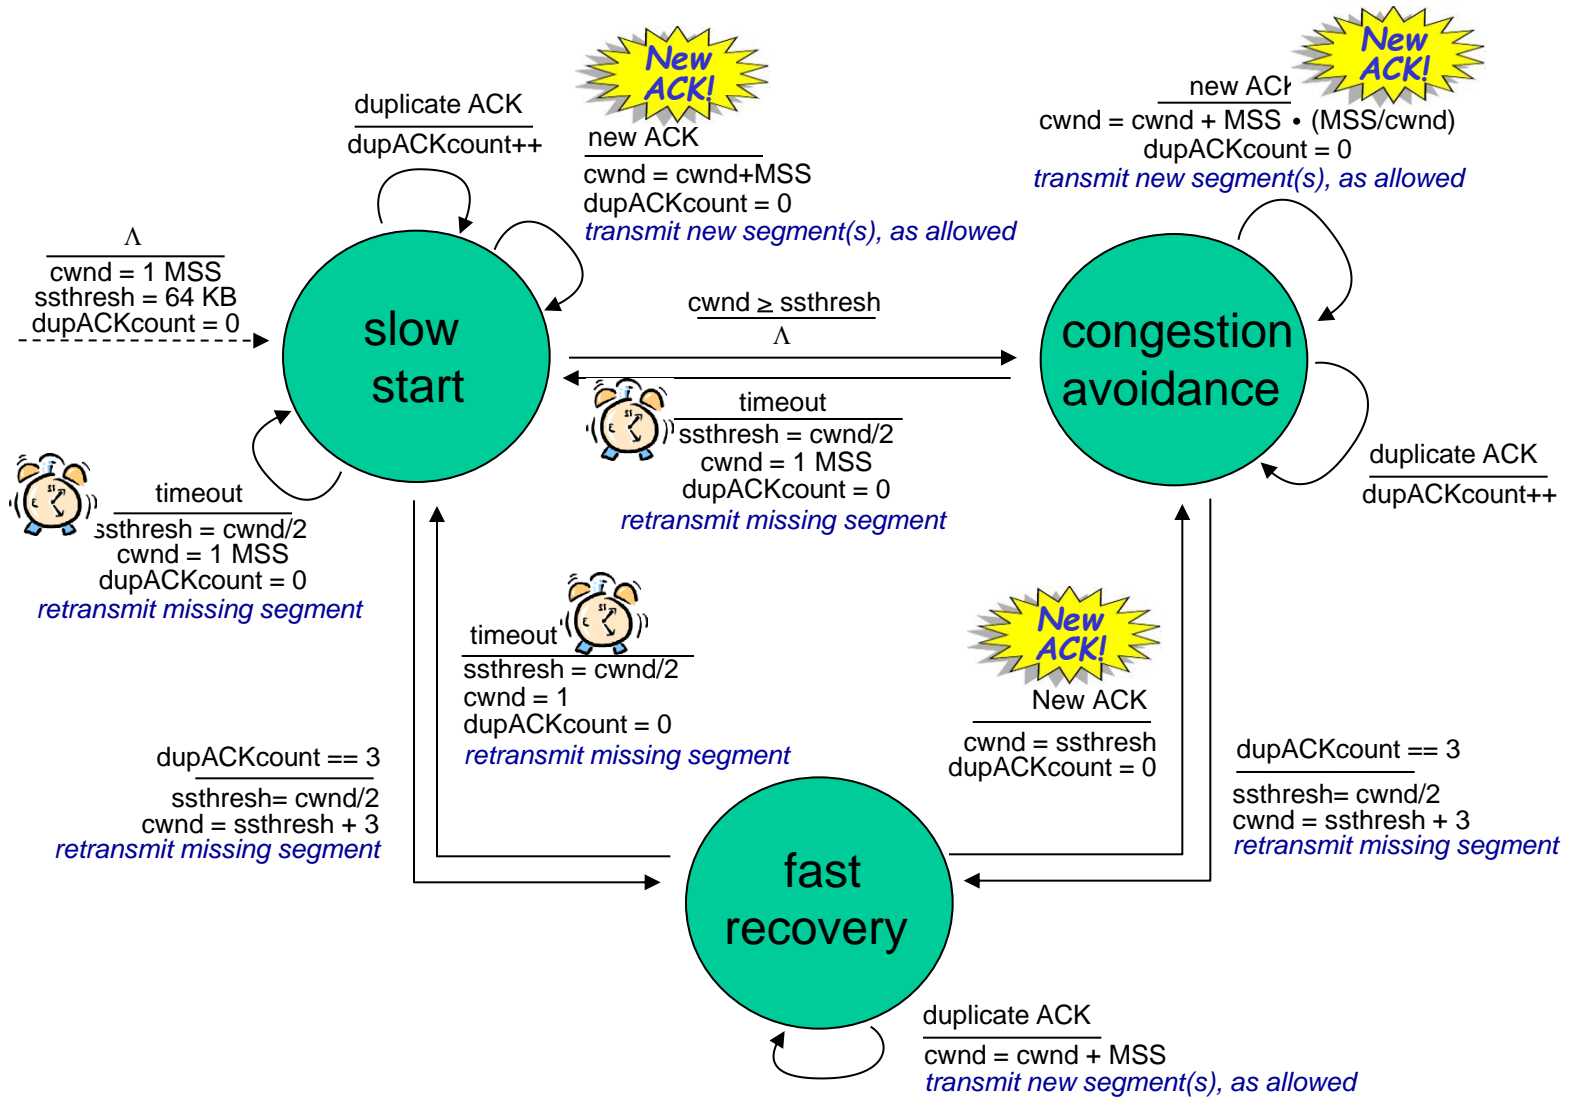 New
ACK!
duplicate ACK
dupACKcount++
new ACK
cwnd = cwnd+MSS
dupACKcount = 0
transmit new segment(s), as allowed
New
ACK!
new ACK
cwnd = cwnd + MSS • (MSS/cwnd)
dupACKcount = 0
transmit new segment(s), as allowed
Λ
cwnd = 1 MSS
ssthresh = 64 KB
dupACKcount = 0
slow
start
cwnd ≥ ssthresh
Λ
congestion
avoidance
timeout
ssthresh = cwnd/2
cwnd = 1 MSS
dupACKcount = 0
retransmit missing segment
duplicate ACK
dupACKcount++
timeout
ssthresh = cwnd/2
cwnd = 1 MSS
dupACKcount = 0
retransmit missing segment
timeout
ssthresh = cwnd/2
cwnd = 1
dupACKcount = 0
retransmit missing segment
New
ACK!
New ACK
cwnd = ssthresh
dupACKcount = 0
dupACKcount == 3
ssthresh= cwnd/2
cwnd = ssthresh + 3
retransmit missing segment
dupACKcount == 3
ssthresh= cwnd/2
cwnd = ssthresh + 3
retransmit missing segment
fast
recovery
duplicate ACK
cwnd = cwnd + MSS
transmit new segment(s), as allowed